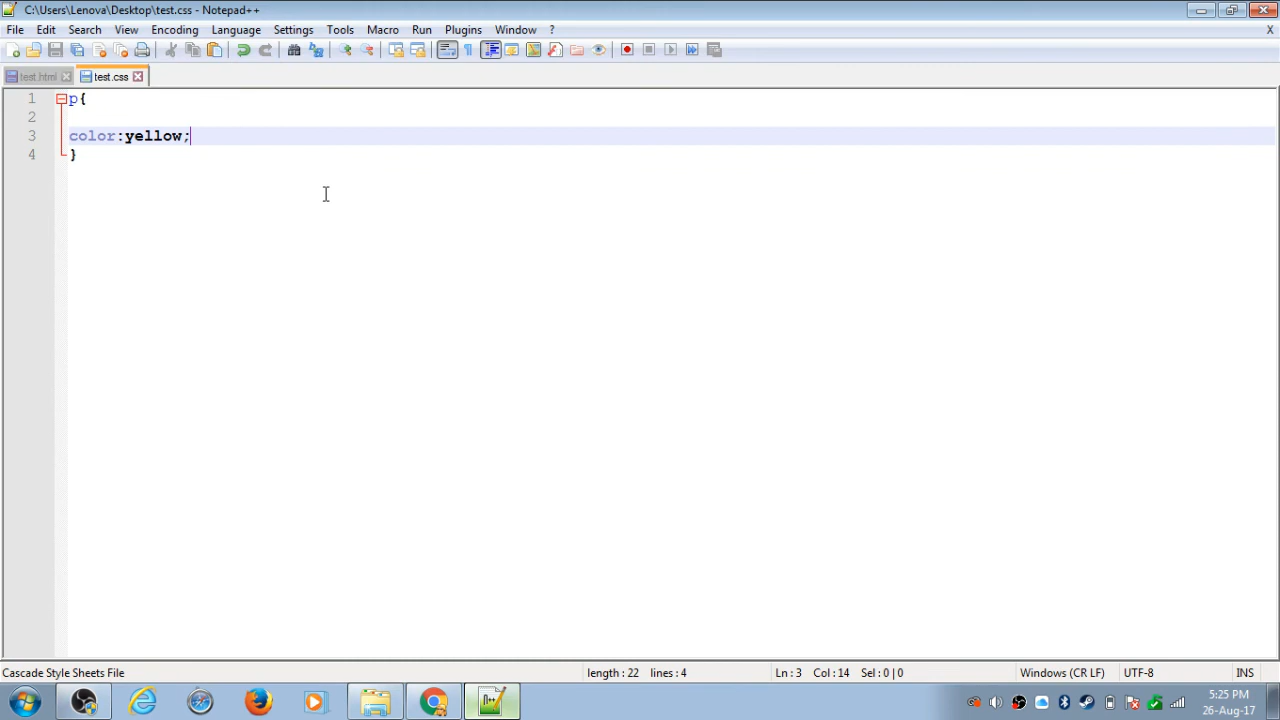 C:\Users\Lenova\Desktop\test.css - Notepad++
File Edit Search View Encoding Language Settings Tools Macro Run Plugins Window ? X
test.html test.css
1 p{
2
3 color:yellow;
4 }
Cascade Style Sheets File length : 22 lines : 4 Ln : 3 Col : 14 Sel : 0 | 0 Windows (CR LF) UTF-8 INS
5:25 PM
26-Aug-17